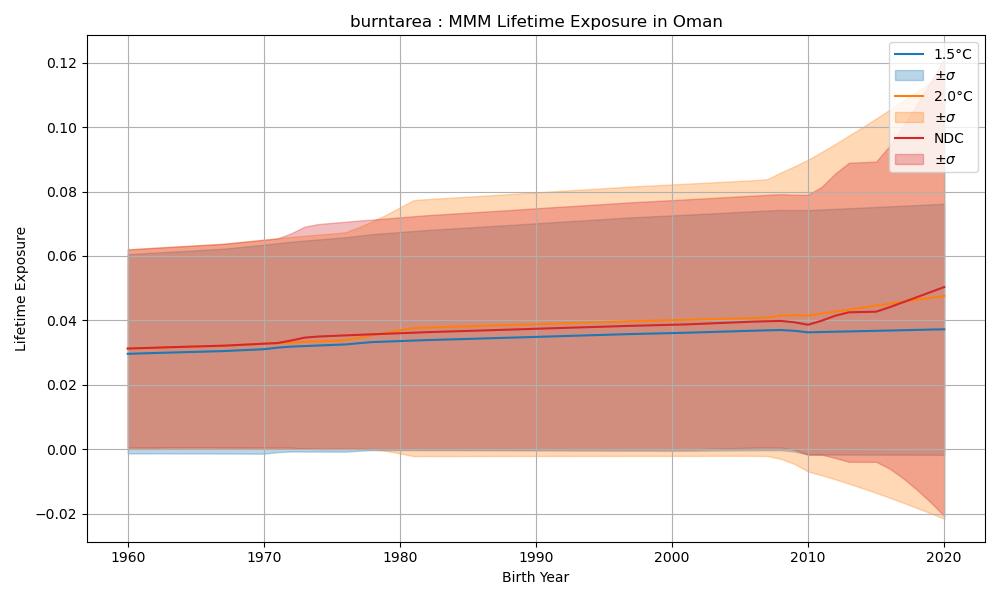 burntarea : MMM Lifetime Exposure in Oman
Lifetime Exposure
0.12
0.10
0.08
0.06
0.04
0.02
0.00
−0.02
1.5°C
±σ
2.0°C
±σ
NDC
±σ
1960 1970 1980 1990 2000 2010 2020
Birth Year